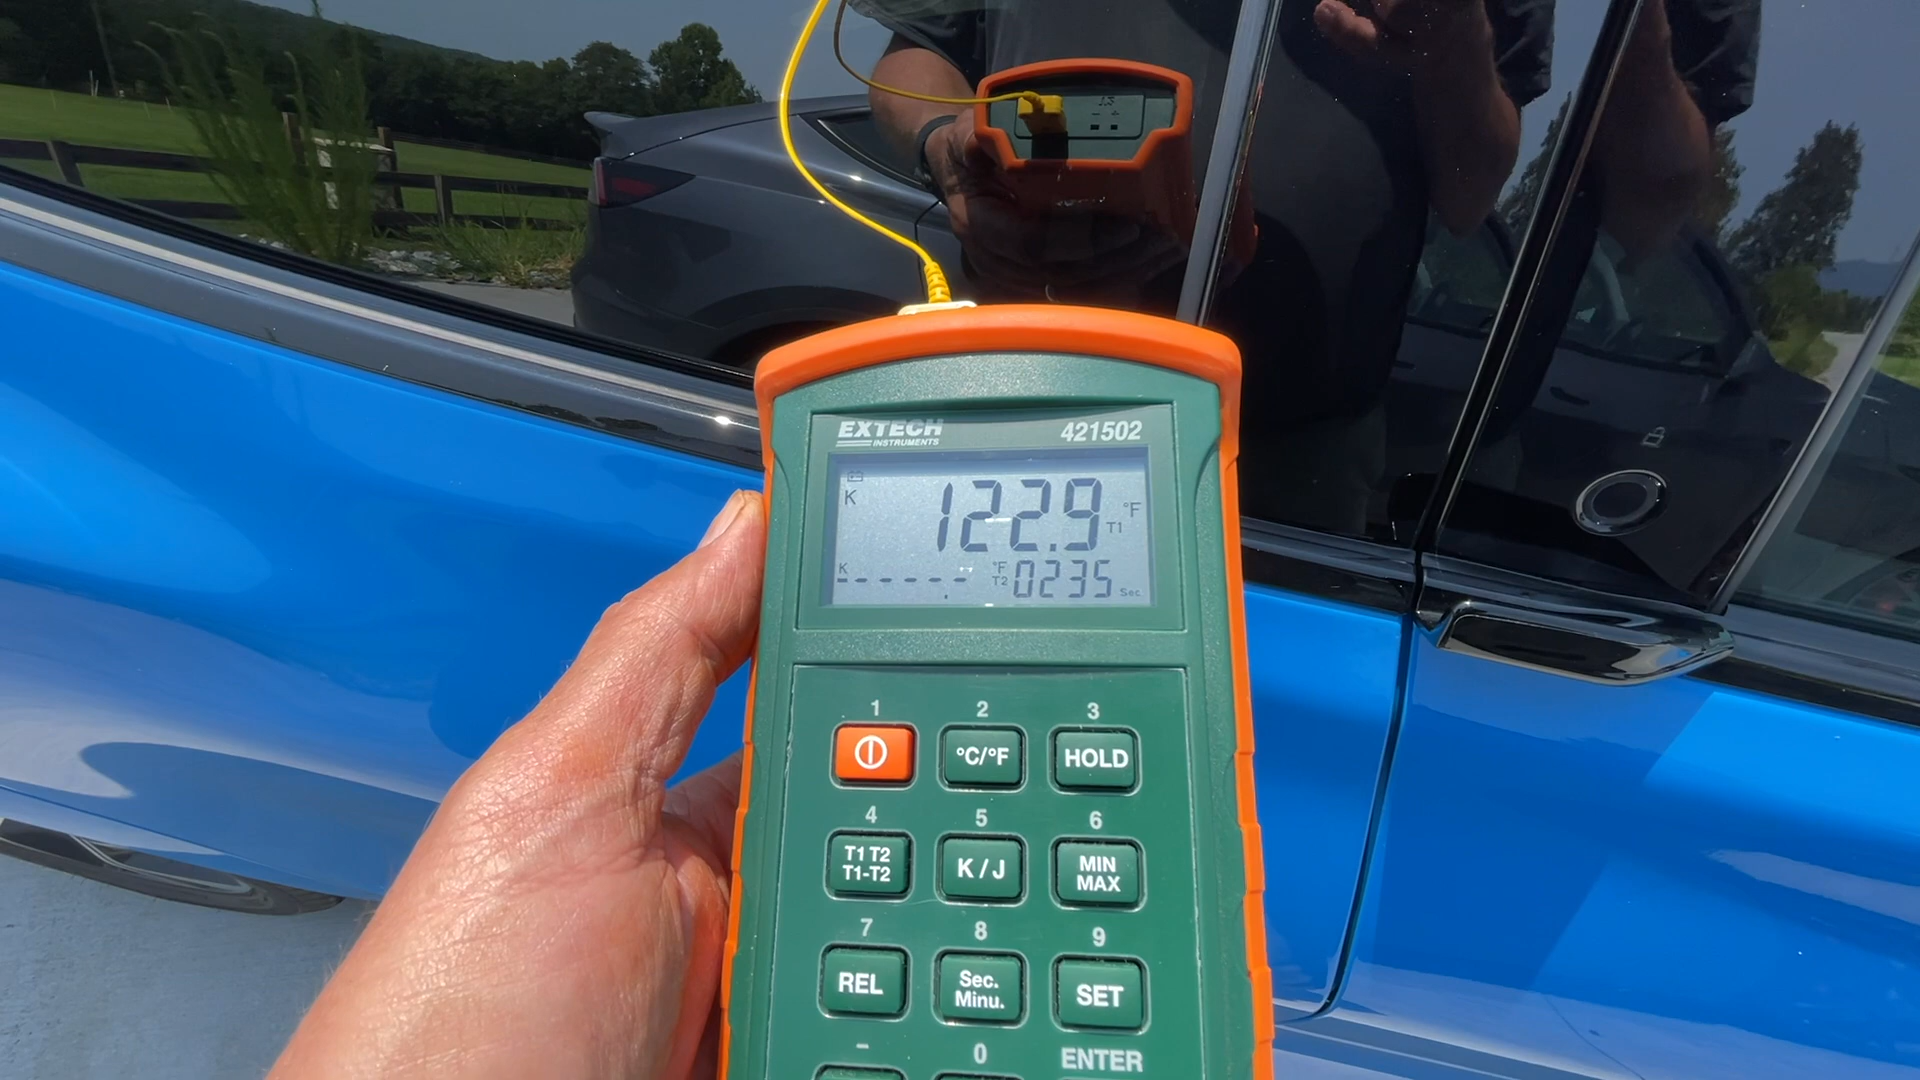 EXTECH
INSTRUMENTS
421502
K
122.9 °F
T1
K
------
°F
T2
0235 Sec
1 2 3
°C/°F HOLD
4 5 6
T1 T2
T1-T2
K / J
MIN
MAX
7 8 9
REL
Sec.
Minu.
SET
– 0 ENTER